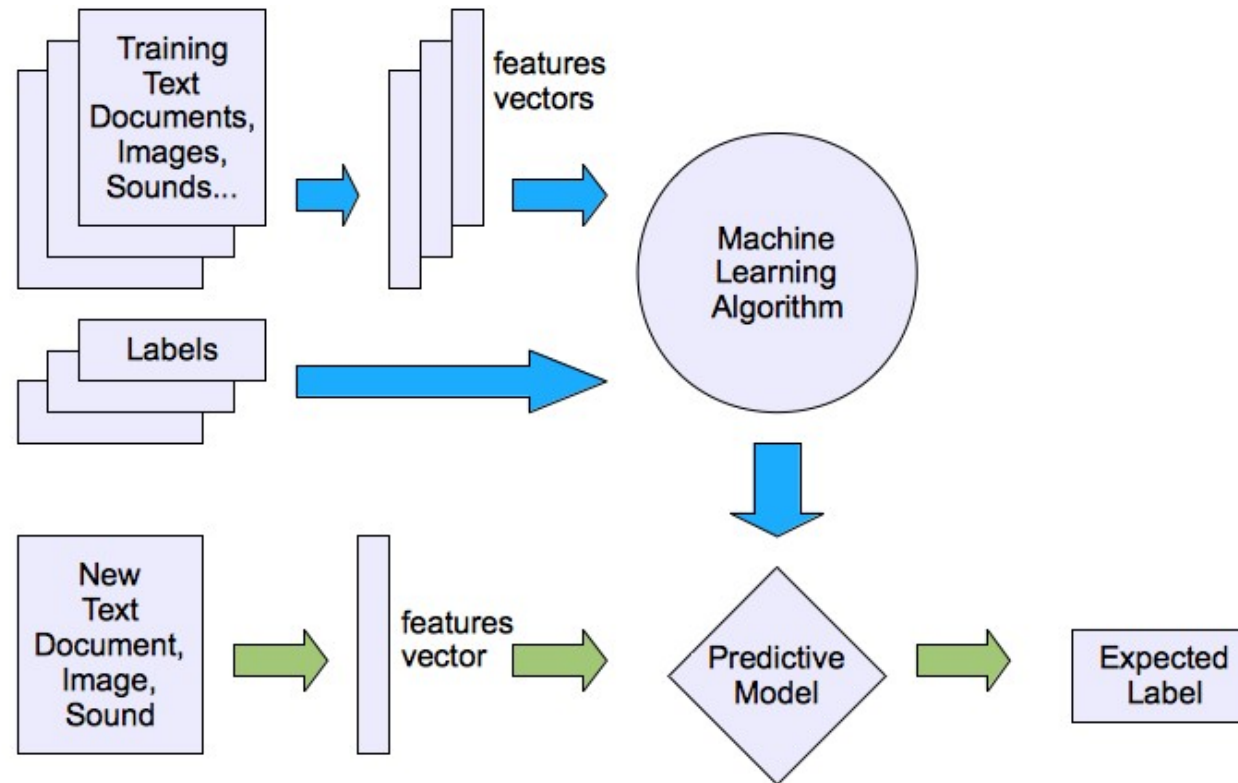 Training
Text
Documents,
Images,
Sounds...
features
vectors
Machine
Learning
Algorithm
Labels
New
Text
Document,
Image,
Sound
features
vector
Predictive
Model
Expected
Label